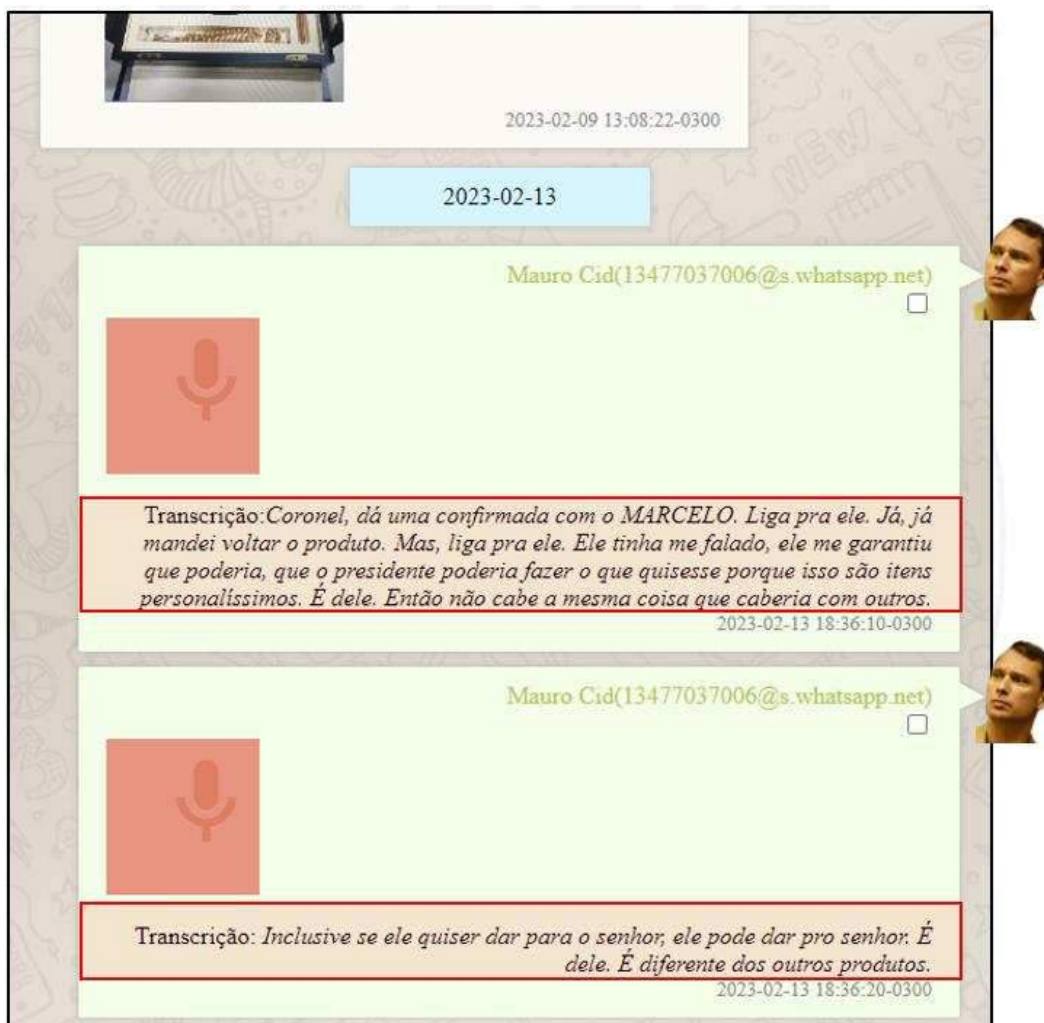 2023-02-09 13:08:22-0300
2023-02-13
Mauro Cid(13477037006@s.whatsapp.net)
Transcrição:Coronel, dá uma confirmada com o MARCELO. Liga pra ele. Já, já
mandei voltar o produto. Mas, liga pra ele. Ele tinha me falado, ele me garantiu
que poderia, que o presidente poderia fazer o que quisesse porque isso são itens
personalíssimos. É dele. Então não cabe a mesma coisa que caberia com outros.
2023-02-13 18:36:10-0300
Mauro Cid(13477037006@s.whatsapp.net)
Transcrição: Inclusive se ele quiser dar para o senhor, ele pode dar pro senhor. É
dele. É diferente dos outros produtos.
2023-02-13 18:36:20-0300